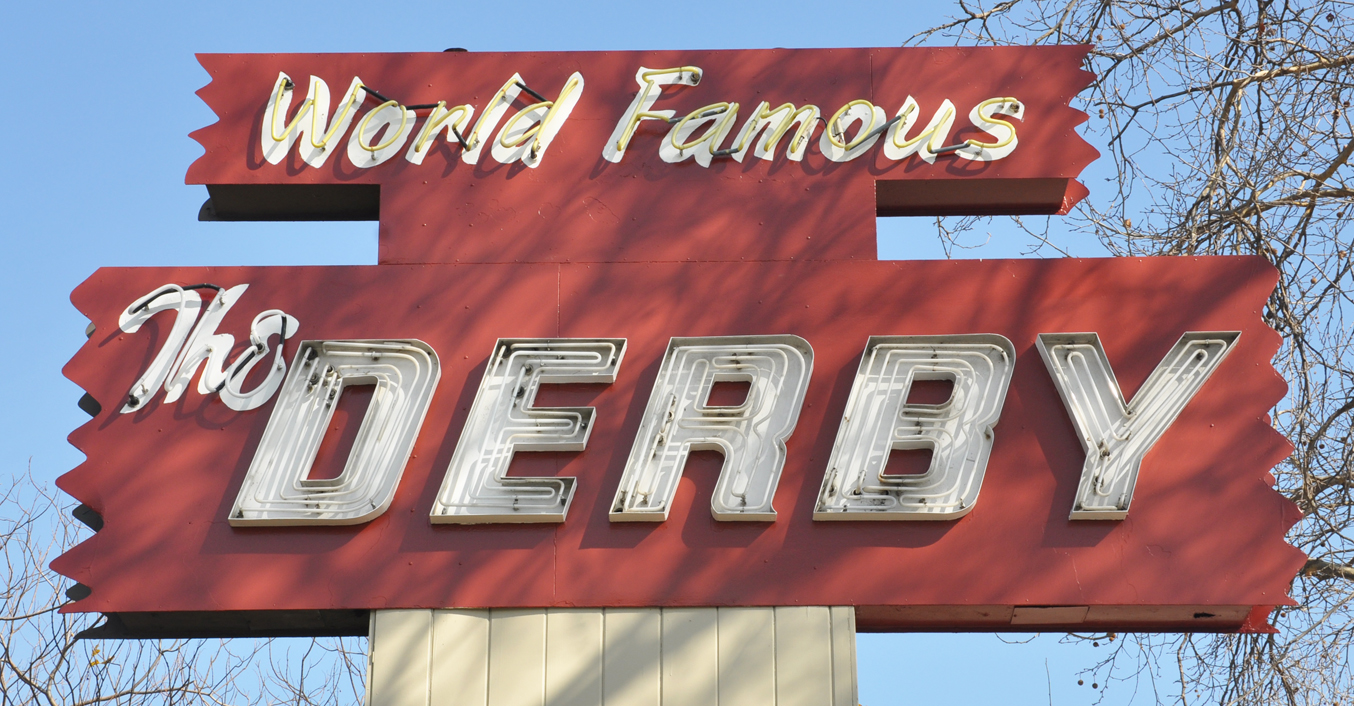 World Famous
The DERBY